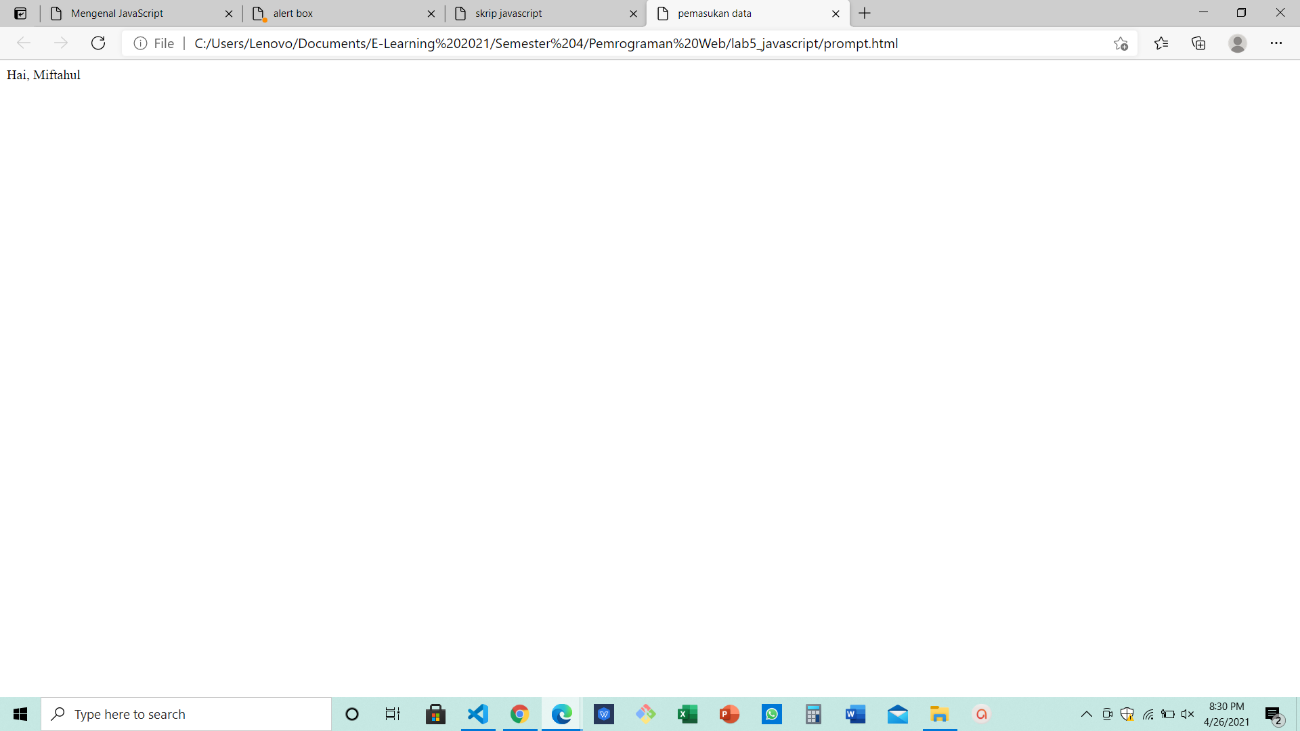 Mengenal JavaScript
alert box
skrip javascript
pemasukan data
File
C:/Users/Lenovo/Documents/E-Learning%202021/Semester%204/Pemrograman%20Web/lab5_javascript/prompt.html
Hai, Miftahul
Type here to search
8:30 PM
4/26/2021
2